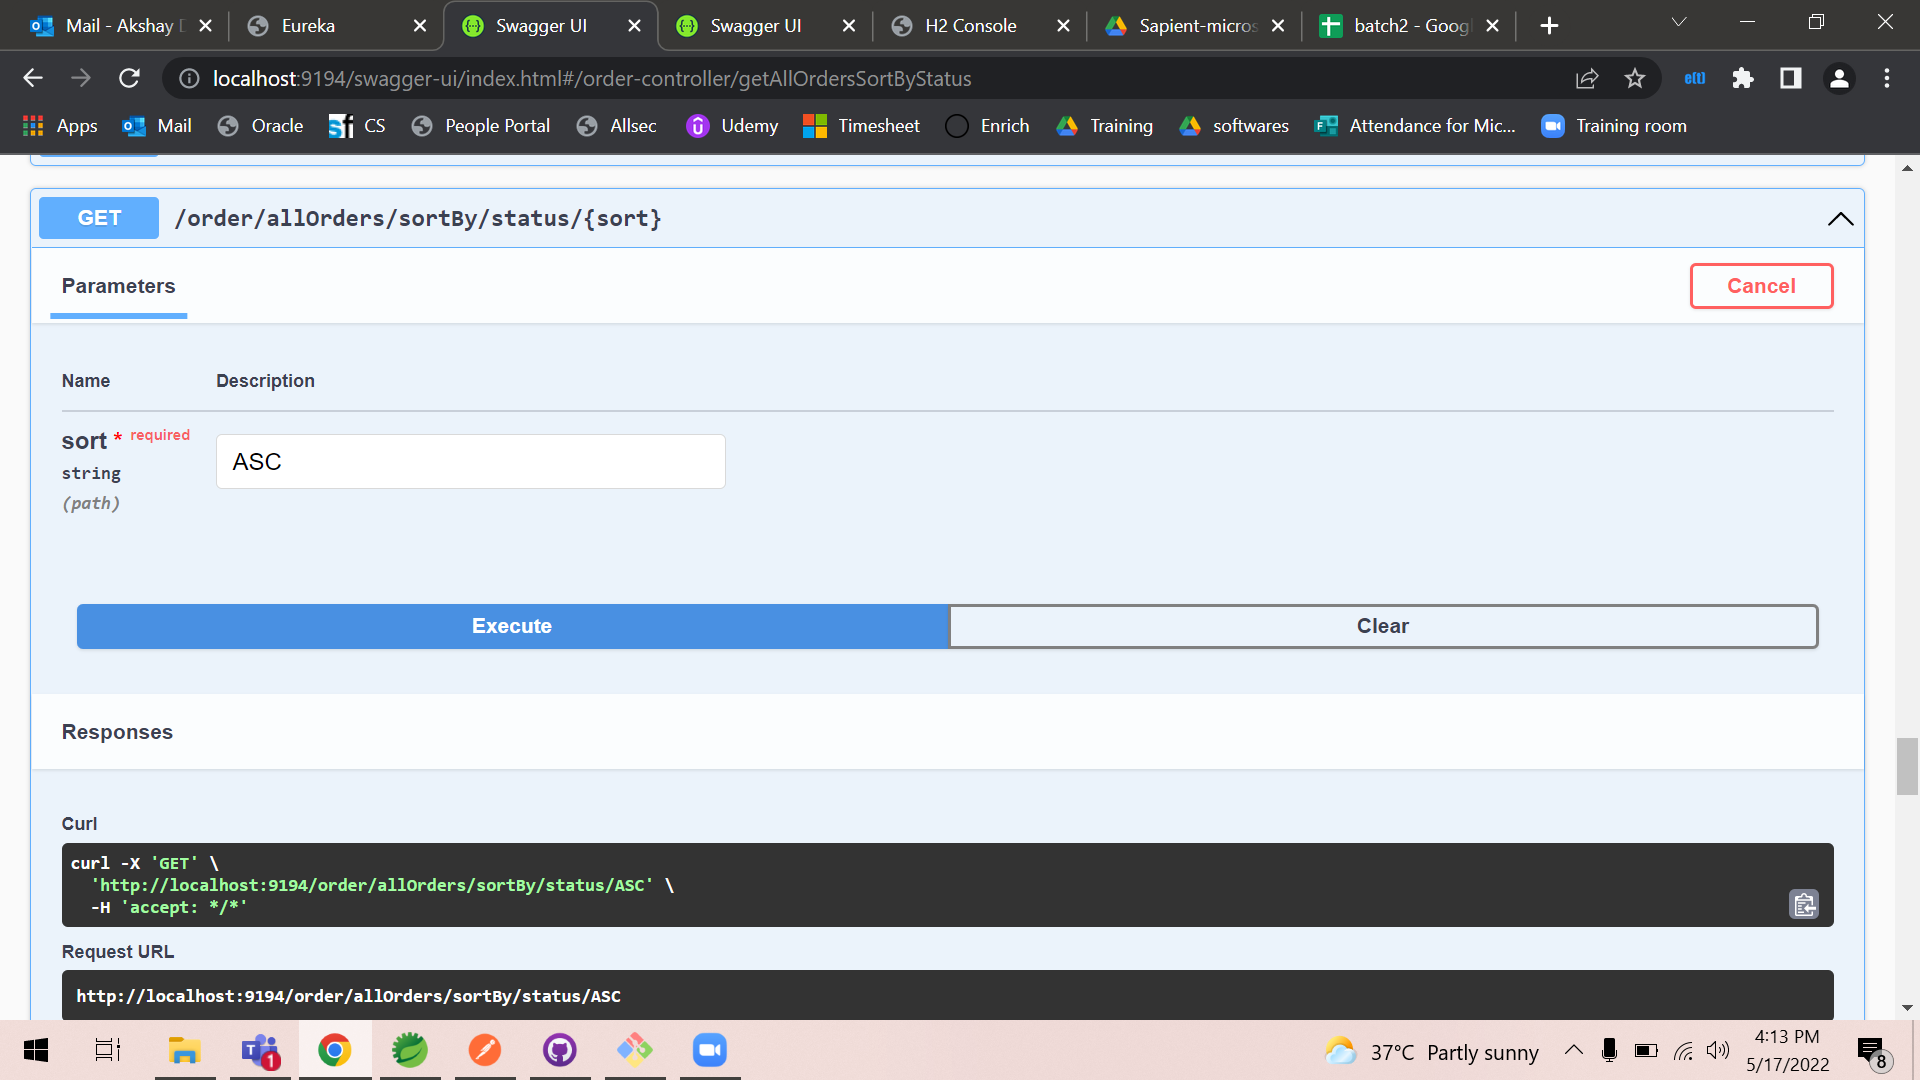 Mail - Akshay D
Eureka
Swagger UI
Swagger UI
H2 Console
Sapient-micros
batch2 - Goog
localhost:9194/swagger-ui/index.html#/order-controller/getAllOrdersSortByStatus
e(t)
Apps
Mail
Oracle
CS
People Portal
Allsec
Udemy
Timesheet
Enrich
Training
softwares
Attendance for Mic...
Training room
GET /order/allOrders/sortBy/status/{sort}
Parameters
Cancel
Name Description
sort * required
string
(path)
ASC
Execute
Clear
Responses
Curl
curl -X 'GET' \
'http://localhost:9194/order/allOrders/sortBy/status/ASC' \
-H 'accept: */*'
Request URL
http://localhost:9194/order/allOrders/sortBy/status/ASC
1
37°C Partly sunny
4:13 PM
5/17/2022
8